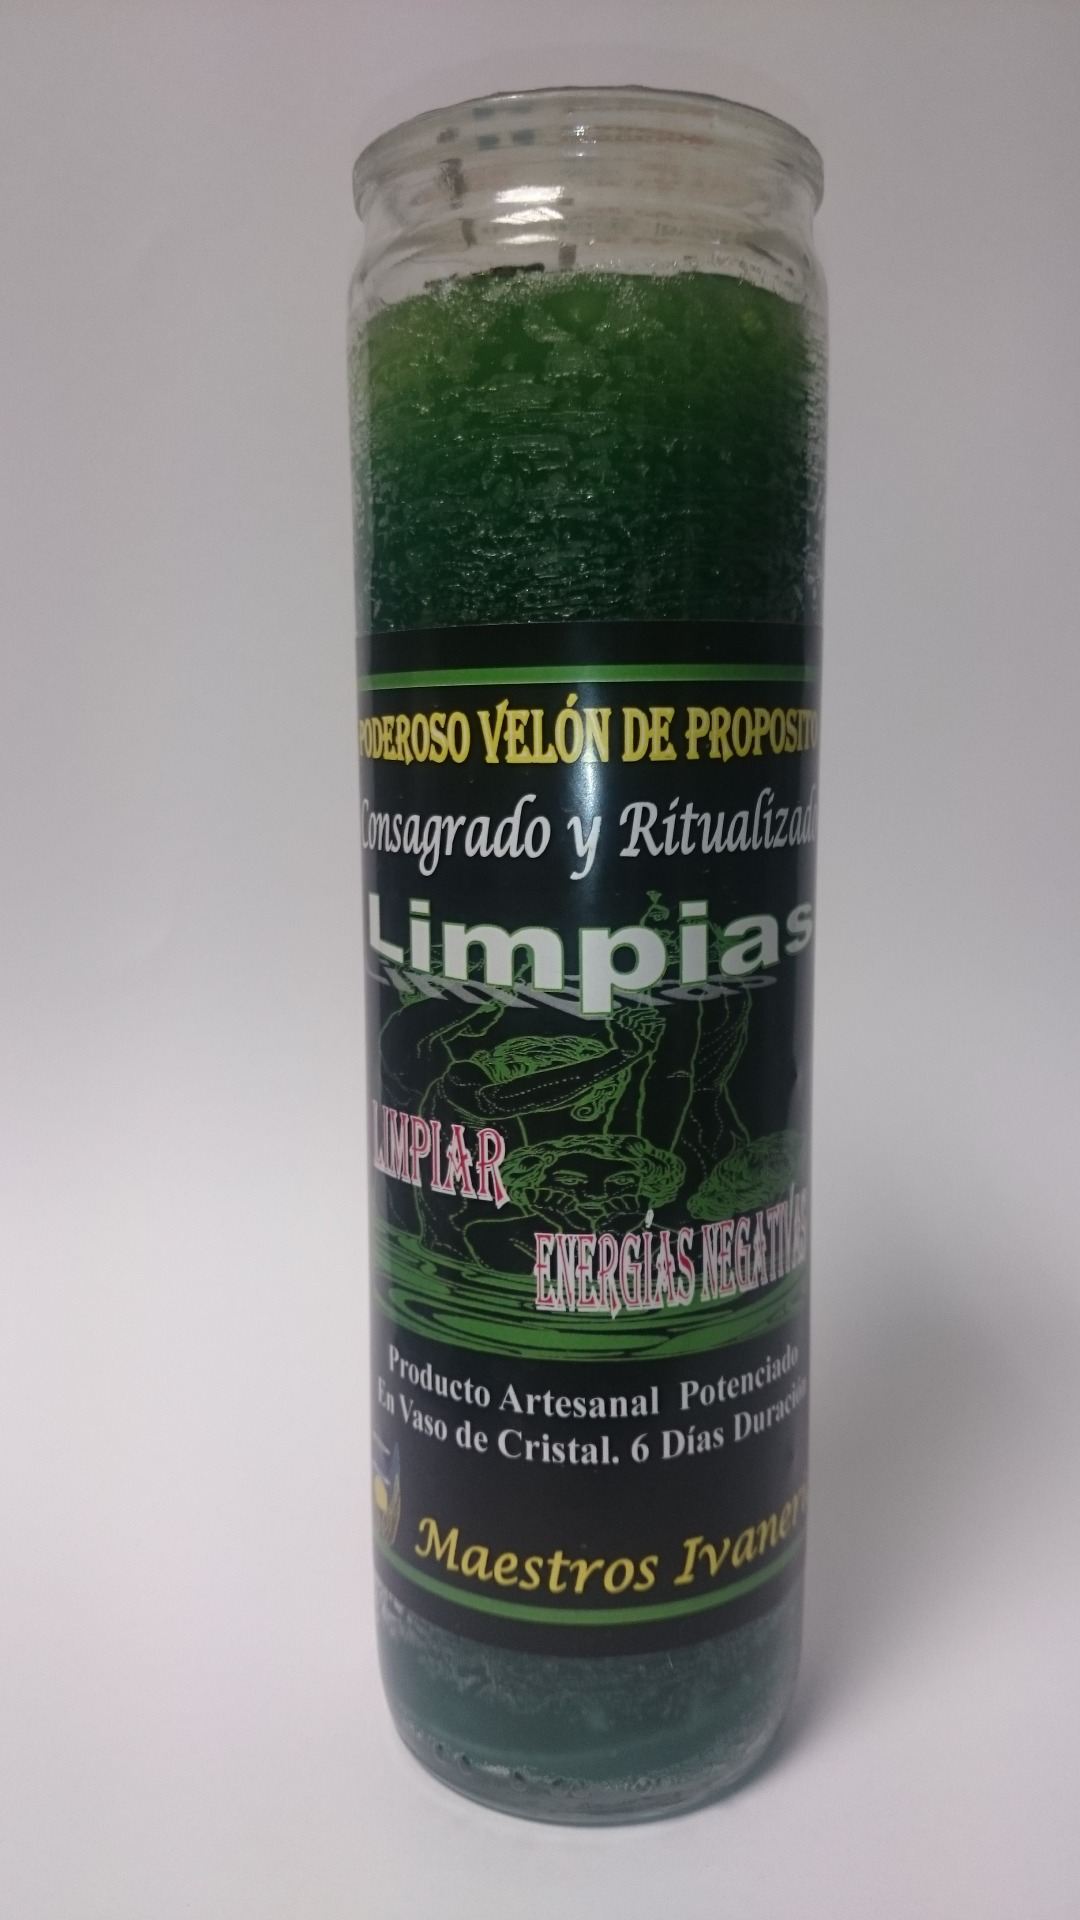 PODEROSO VELÓN DE PROPOSITO
Consagrado y Ritualizado
Limpias
LIMPIAR
ENERGÍAS NEGATIVAS
Producto Artesanal Potenciado
En Vaso de Cristal. 6 Días Duración
Maestros